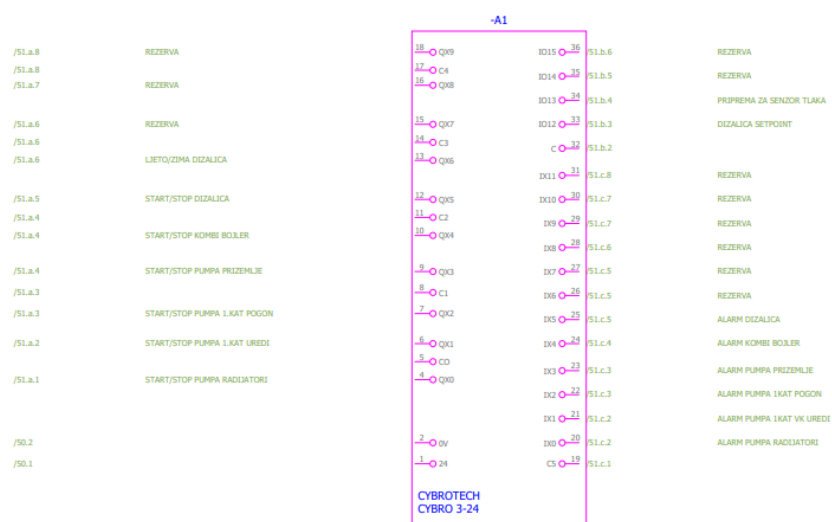 -A1
/51.a.8 REZERVA 18 QX9 IO15 36 /51.b.6 REZERVA
/51.a.8 17 C4
IO14 35 /51.b.5 REZERVA
/51.a.7 REZERVA 16 QX8
IO13 34 /51.b.4 PRIPREMA ZA SENZOR TLAKA
/51.a.6 REZERVA 15 QX7 IO12 33 /51.b.3 DIZALICA SETPOINT
/51.a.6 14 C3
C 32 /51.b.2
/51.a.6 LJETO/ZIMA DIZALICA 13 QX6
IX11 31 /51.c.8 REZERVA
/51.a.5 START/STOP DIZALICA 12 QX5 IX10 30 /51.c.7 REZERVA
/51.a.4 11 C2
IX9 29 /51.c.7 REZERVA
/51.a.4 START/STOP KOMBI BOJLER 10 QX4
IX8 28 /51.c.6 REZERVA
/51.a.4 START/STOP PUMPA PRIZEMLJE 9 QX3 IX7 27 /51.c.5 REZERVA
/51.a.3 8 C1 IX6 26 /51.c.5 REZERVA
/51.a.3 START/STOP PUMPA 1.KAT POGON 7 QX2 IX5 25 /51.c.5 ALARM DIZALICA
/51.a.2 START/STOP PUMPA 1.KAT UREDI 6 QX1 IX4 24 /51.c.4 ALARM KOMBI BOJLER
5 CO
IX3 23 /51.c.3 ALARM PUMPA PRIZEMLJE
/51.a.1 START/STOP PUMPA RADIJATORI 4 QX0
IX2 22 /51.c.3 ALARM PUMPA 1KAT POGON
IX1 21 /51.c.2 ALARM PUMPA 1KAT VK UREDI
/50.2 2 0V IX0 20 /51.c.2 ALARM PUMPA RADIJATORI
/50.1 1 24 CS 19 /51.c.1
CYBROTECH
CYBRO 3-24